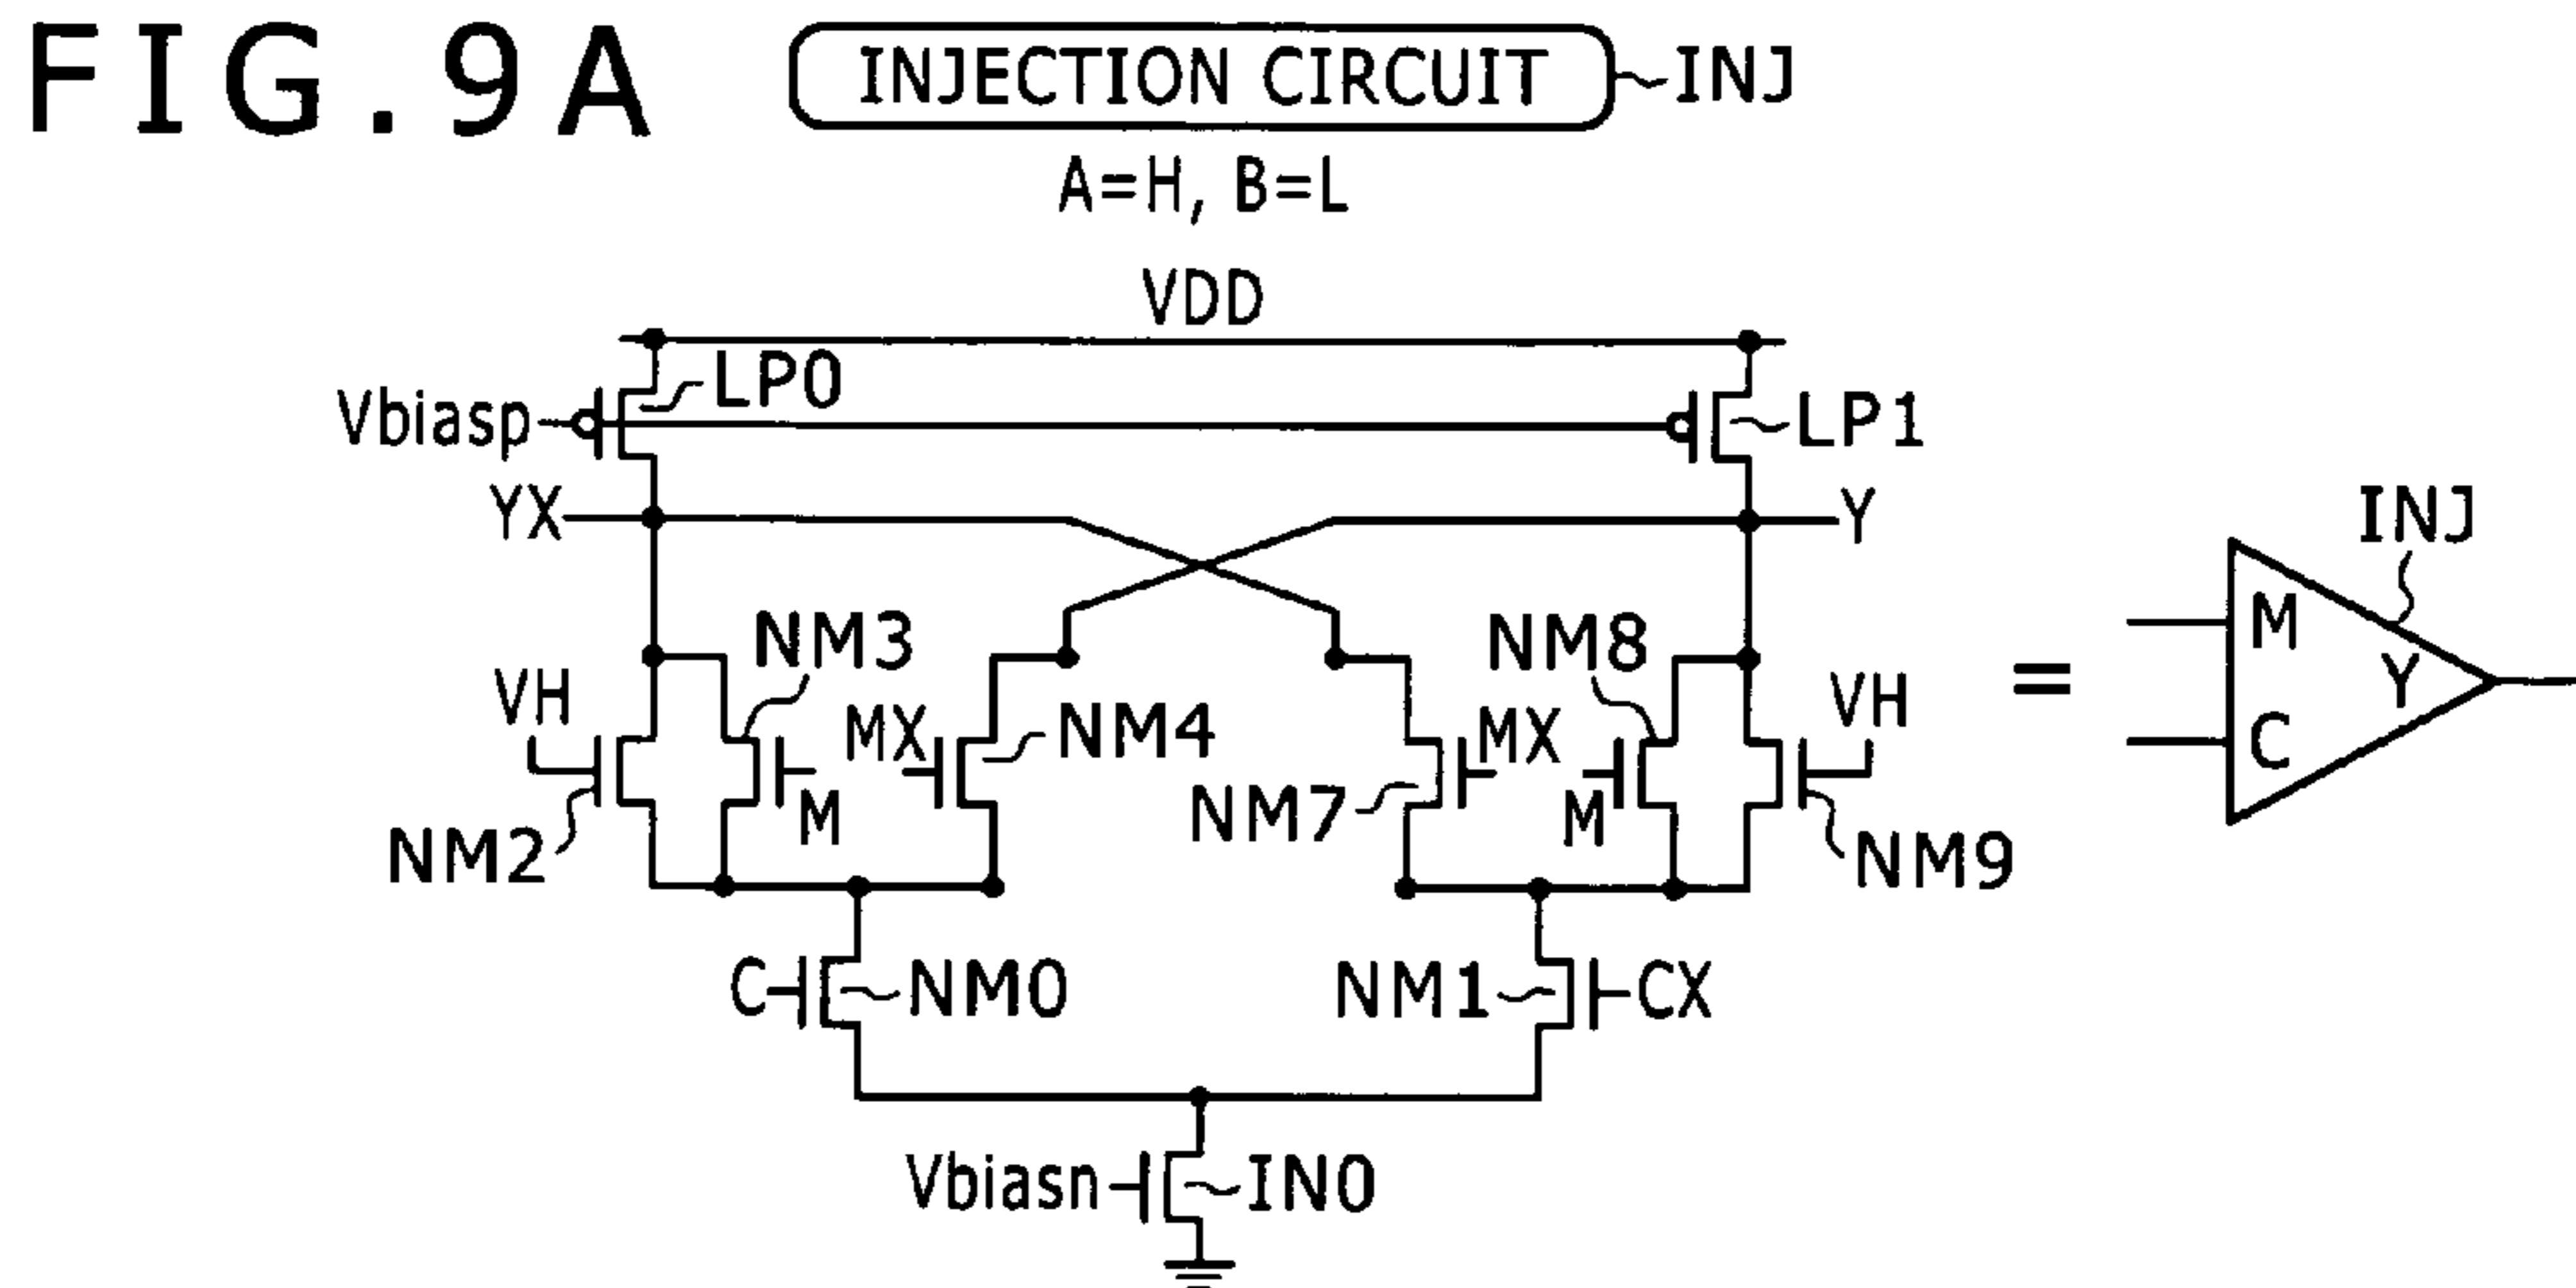 FIG.9A
INJECTION CIRCUIT INJ
A=H, B=L
VDD
Vbiasp LP0 LP1
YX Y
INJ
NM3 NM8
VH MX NM4 MX VH
= M Y C
NM2 M NM7 M NM9
C NM0 NM1 CX
Vbiasn IN0